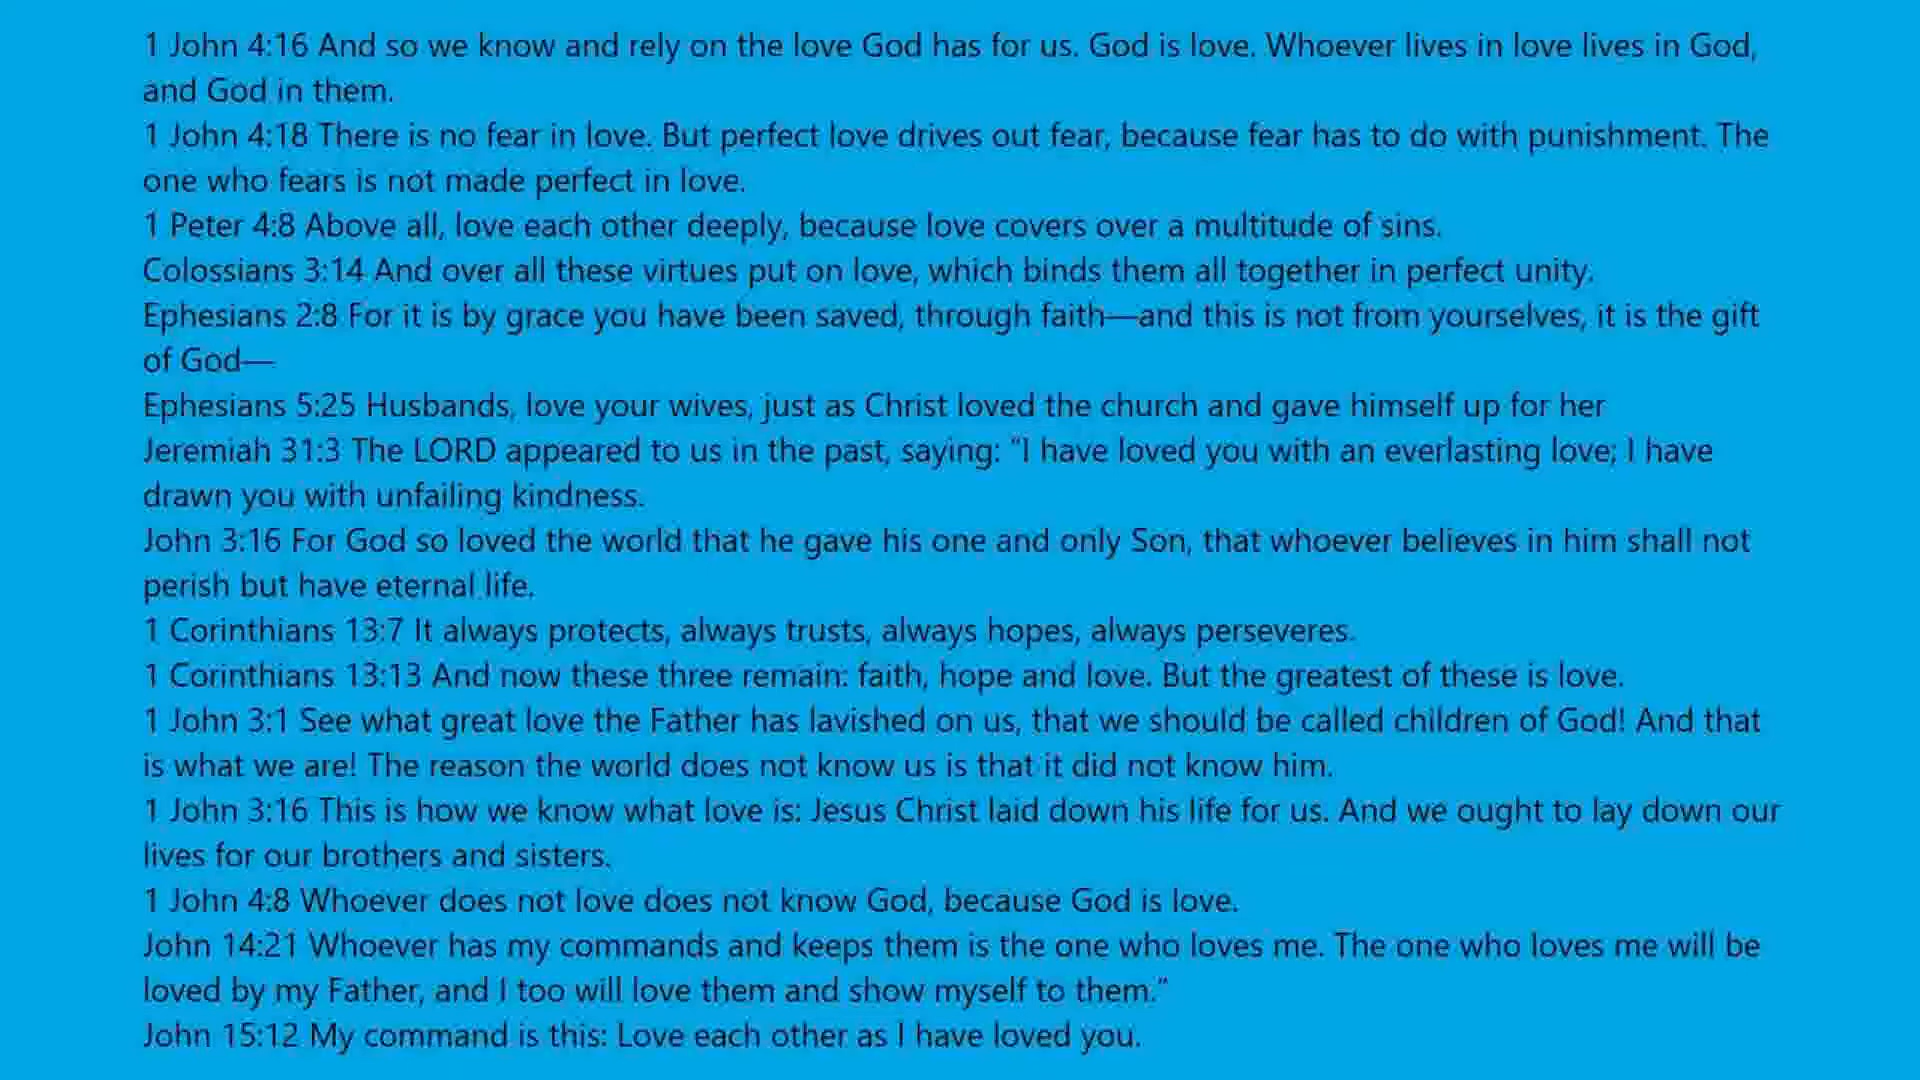 1 John 4:16 And so we know and rely on the love God has for us. God is love. Whoever lives in love lives in God,
and God in them.
1 John 4:18 There is no fear in love. But perfect love drives out fear, because fear has to do with punishment. The
one who fears is not made perfect in love.
1 Peter 4:8 Above all, love each other deeply, because love covers over a multitude of sins.
Colossians 3:14 And over all these virtues put on love, which binds them all together in perfect unity.
Ephesians 2:8 For it is by grace you have been saved, through faith—and this is not from yourselves, it is the gift
of God—
Ephesians 5:25 Husbands, love your wives, just as Christ loved the church and gave himself up for her
Jeremiah 31:3 The LORD appeared to us in the past, saying: “I have loved you with an everlasting love; I have
drawn you with unfailing kindness.
John 3:16 For God so loved the world that he gave his one and only Son, that whoever believes in him shall not
perish but have eternal life.
1 Corinthians 13:7 It always protects, always trusts, always hopes, always perseveres.
1 Corinthians 13:13 And now these three remain: faith, hope and love. But the greatest of these is love.
1 John 3:1 See what great love the Father has lavished on us, that we should be called children of God! And that
is what we are! The reason the world does not know us is that it did not know him.
1 John 3:16 This is how we know what love is: Jesus Christ laid down his life for us. And we ought to lay down our
lives for our brothers and sisters.
1 John 4:8 Whoever does not love does not know God, because God is love.
John 14:21 Whoever has my commands and keeps them is the one who loves me. The one who loves me will be
loved by my Father, and I too will love them and show myself to them.”
John 15:12 My command is this: Love each other as I have loved you.